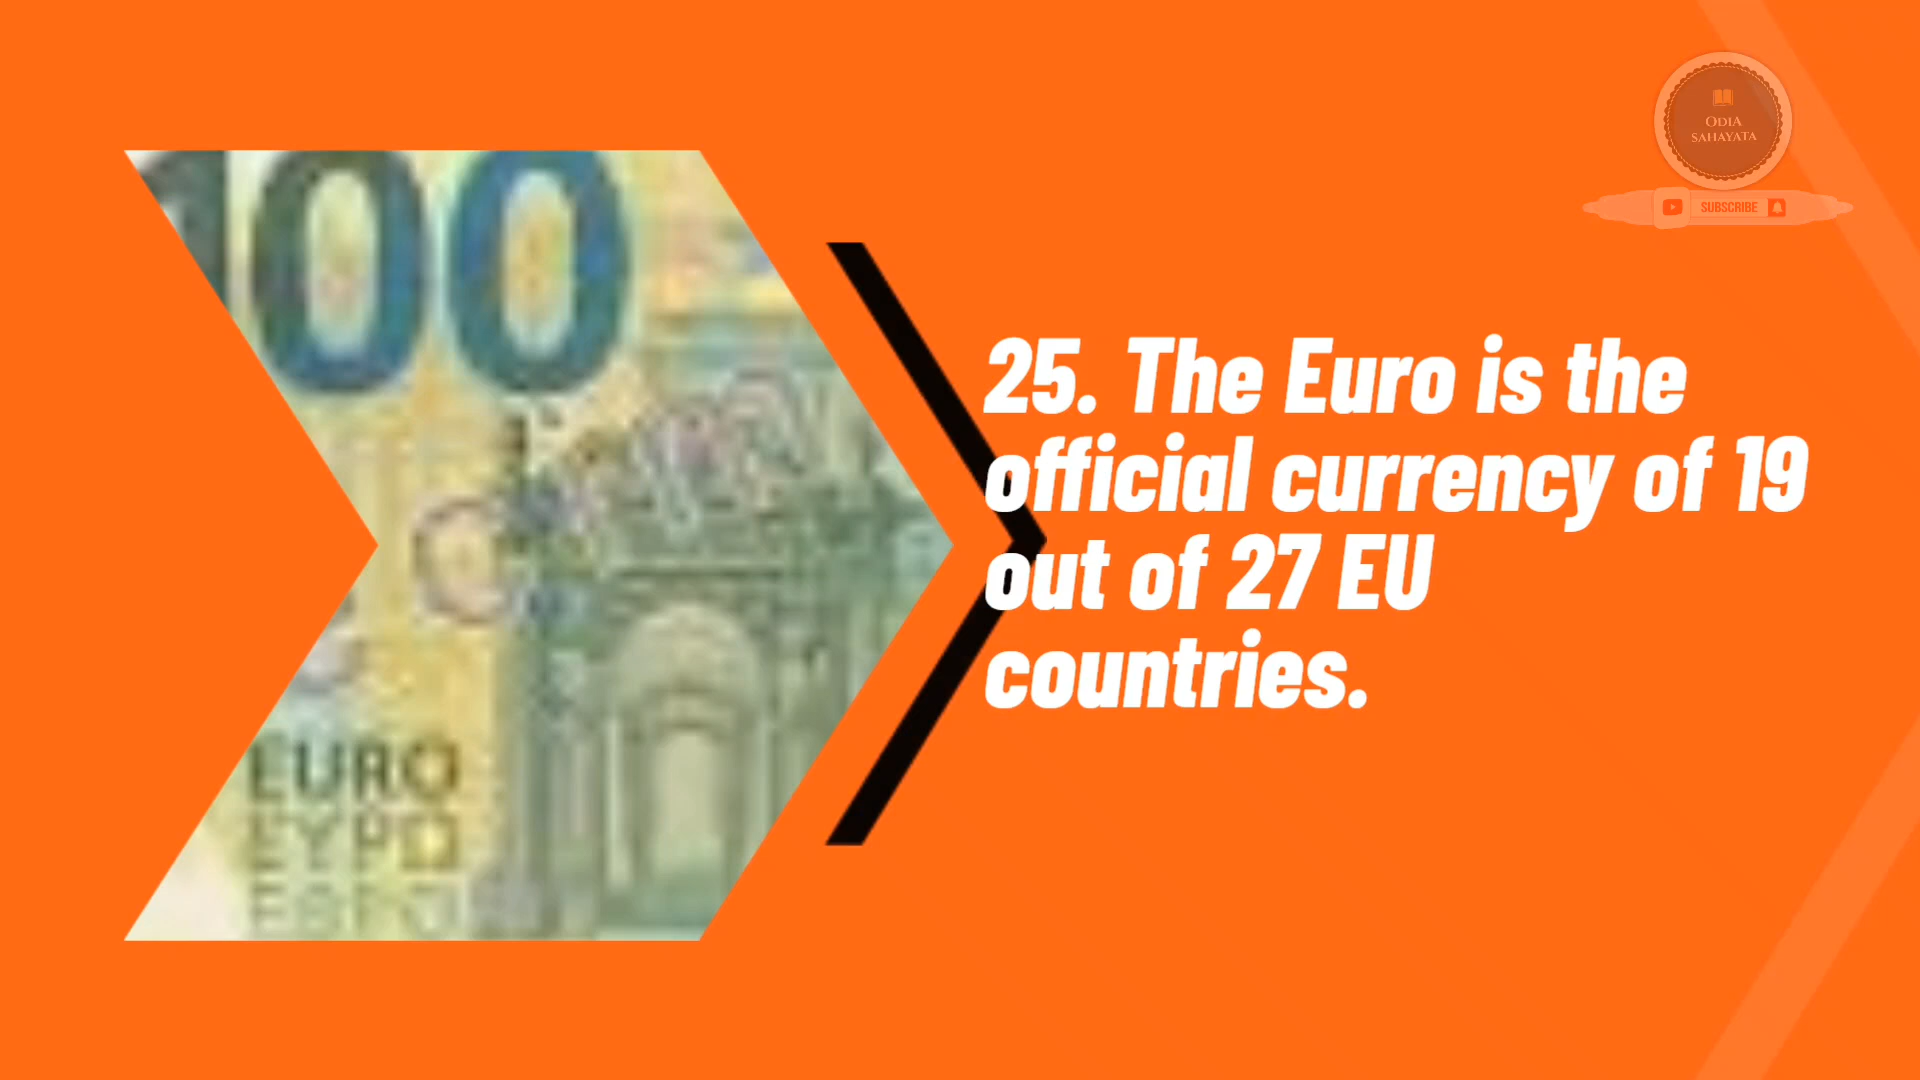 100
ODIA
SAHAYATA
SUBSCRIBE
25. The Euro is the
official currency of 19
out of 27 EU
countries.
EURO
ΕΥΡΩ